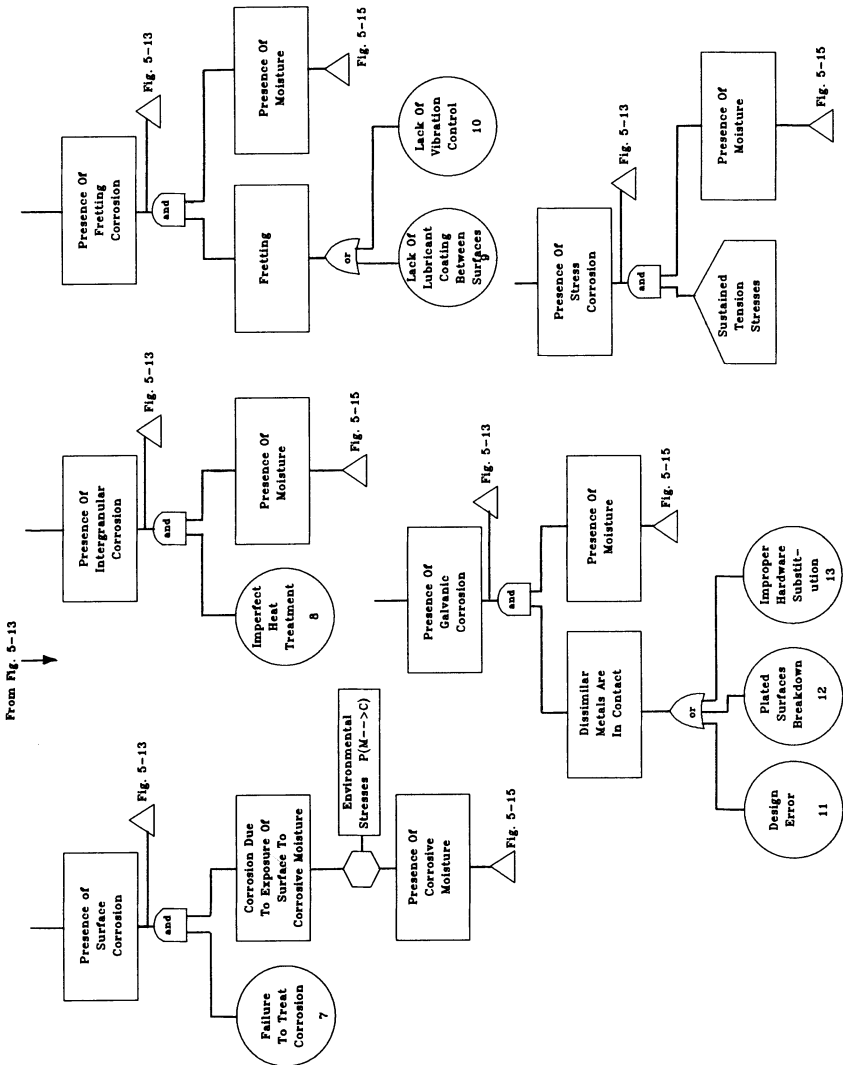 From Fig. 5-13
Presence of
Surface
Corrosion
Fig. 5-13
and
Failure
To Treat
Corrosion
7
Corrosion Due
To Exposure Of
Surface To
Corrosive Moisture
Environmental
Stresses P(M-->C)
Presence Of
Corrosive
Moisture
Fig. 5-15
Presence Of
Intergranular
Corrosion
Fig. 5-13
and
Imperfect
Heat
Treatment
8
Presence Of
Moisture
Fig. 5-15
Presence Of
Fretting
Corrosion
Fig. 5-13
and
Fretting
Presence Of
Moisture
Fig. 5-15
or
Lack Of
Lubricant
Coating
Between
Surfaces
9
Lack Of
Vibration
Control
10
Presence Of
Galvanic
Corrosion
Fig. 5-13
and
Dissimilar
Metals Are
In Contact
Presence Of
Moisture
Fig. 5-15
or
Design
Error
11
Plated
Surfaces
Breakdown
12
Improper
Hardware
Substit-
ution
13
Presence Of
Stress
Corrosion
Fig. 5-13
and
Sustained
Tension
Stresses
Presence Of
Moisture
Fig. 5-15